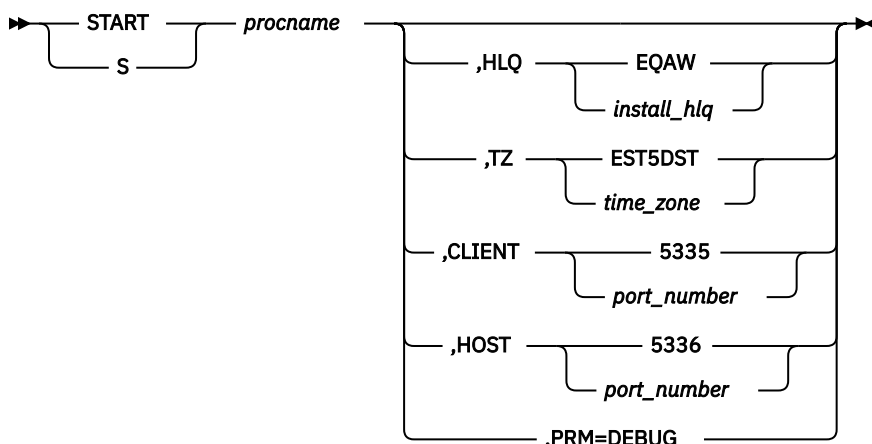 START procname
S
,HLQ EQAW
install_hlq
,TZ EST5DST
time_zone
,CLIENT 5335
port_number
,HOST 5336
port_number
,PRM=DEBUG